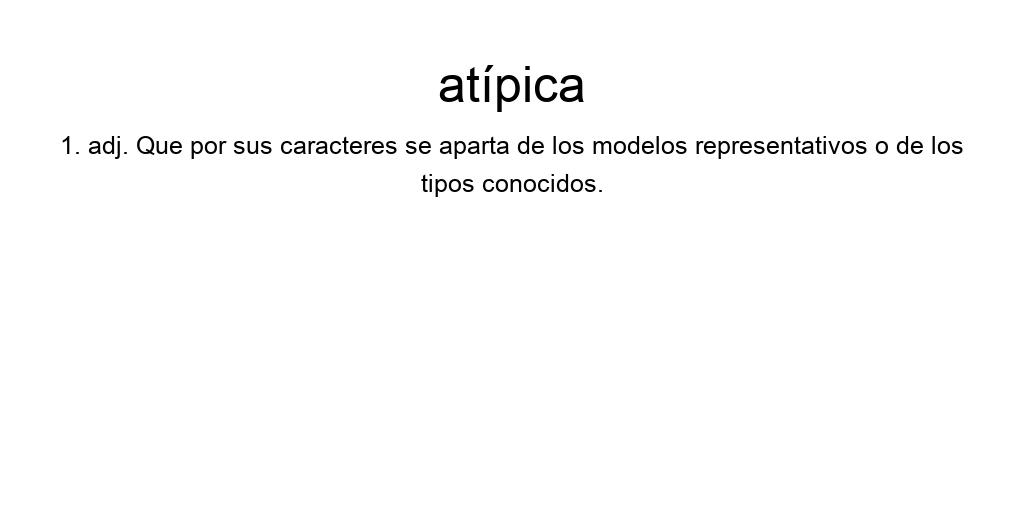 atípica
1. adj. Que por sus caracteres se aparta de los modelos representativos o de los
tipos conocidos.